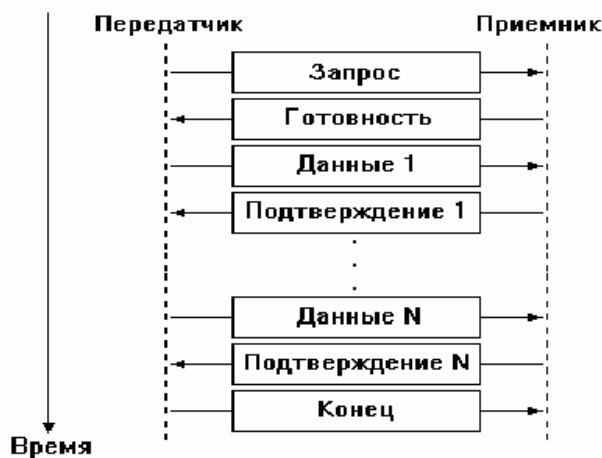 Передатчик Приемник
Запрос
Готовность
Данные 1
Подтверждение 1
Данные N
Подтверждение N
Конец
Время